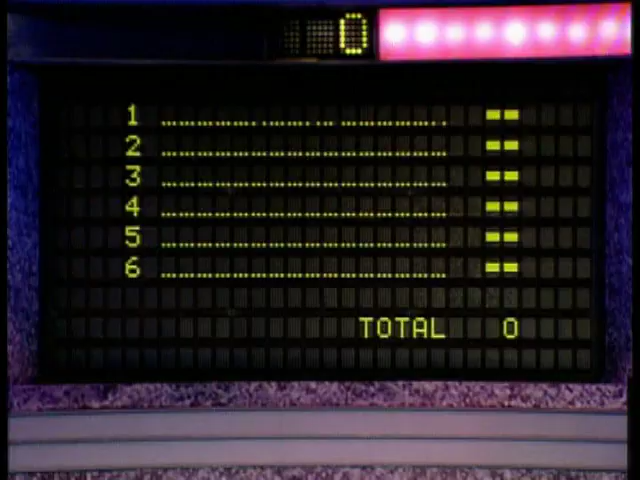 0
1 ................................ --
2 ................................ --
3 ................................ --
4 ................................ --
5 ................................ --
6 ................................ --
TOTAL 0